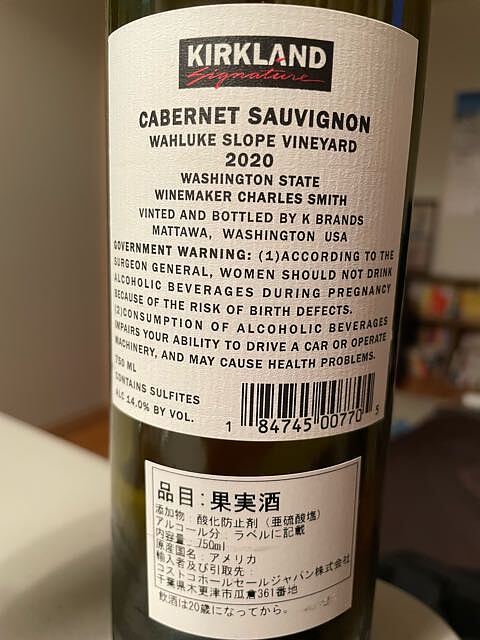 KIRKLAND
Signature
CABERNET SAUVIGNON
WAHLUKE SLOPE VINEYARD
2020
WASHINGTON STATE
WINEMAKER CHARLES SMITH
VINTED AND BOTTLED BY K BRANDS
MATTAWA, WASHINGTON USA
GOVERNMENT WARNING: (1)ACCORDING TO THE
SURGEON GENERAL, WOMEN SHOULD NOT DRINK
ALCOHOLIC BEVERAGES DURING PREGNANCY
BECAUSE OF THE RISK OF BIRTH DEFECTS.
(2)CONSUMPTION OF ALCOHOLIC BEVERAGES
IMPAIRS YOUR ABILITY TO DRIVE A CAR OR OPERATE
MACHINERY, AND MAY CAUSE HEALTH PROBLEMS.
750 ML
CONTAINS SULFITES
ALC 14.0% BY VOL.
1 84745 00770 5
品目:果実酒
添加物:酸化防止剤(亜硫酸塩)
アルコール分:ラベルに記載
内容量 750ml
原産国名 アメリカ
輸入者及び引取先:
コストコホールセールジャパン株式会社
千葉県木更津市瓜倉361番地
飲酒は20歳になってから。